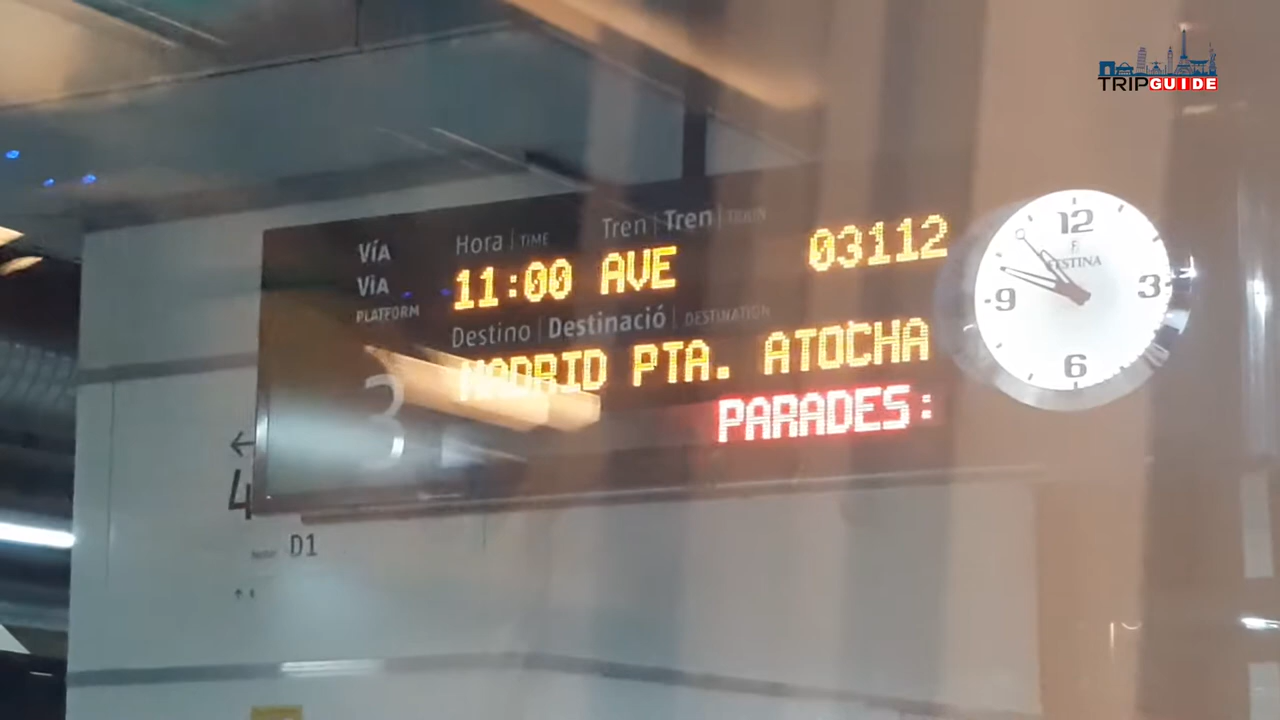 TRIPGUIDE
VÍA
VIA
PLATFORM
3
Hora | TIME
Tren | Tren | TRAIN
11:00 AVE 03112
Destino | Destinació | DESTINATION
MADRID PTA. ATOCHA
PARADES:
12
3
6
9
F
FESTINA
4
D1